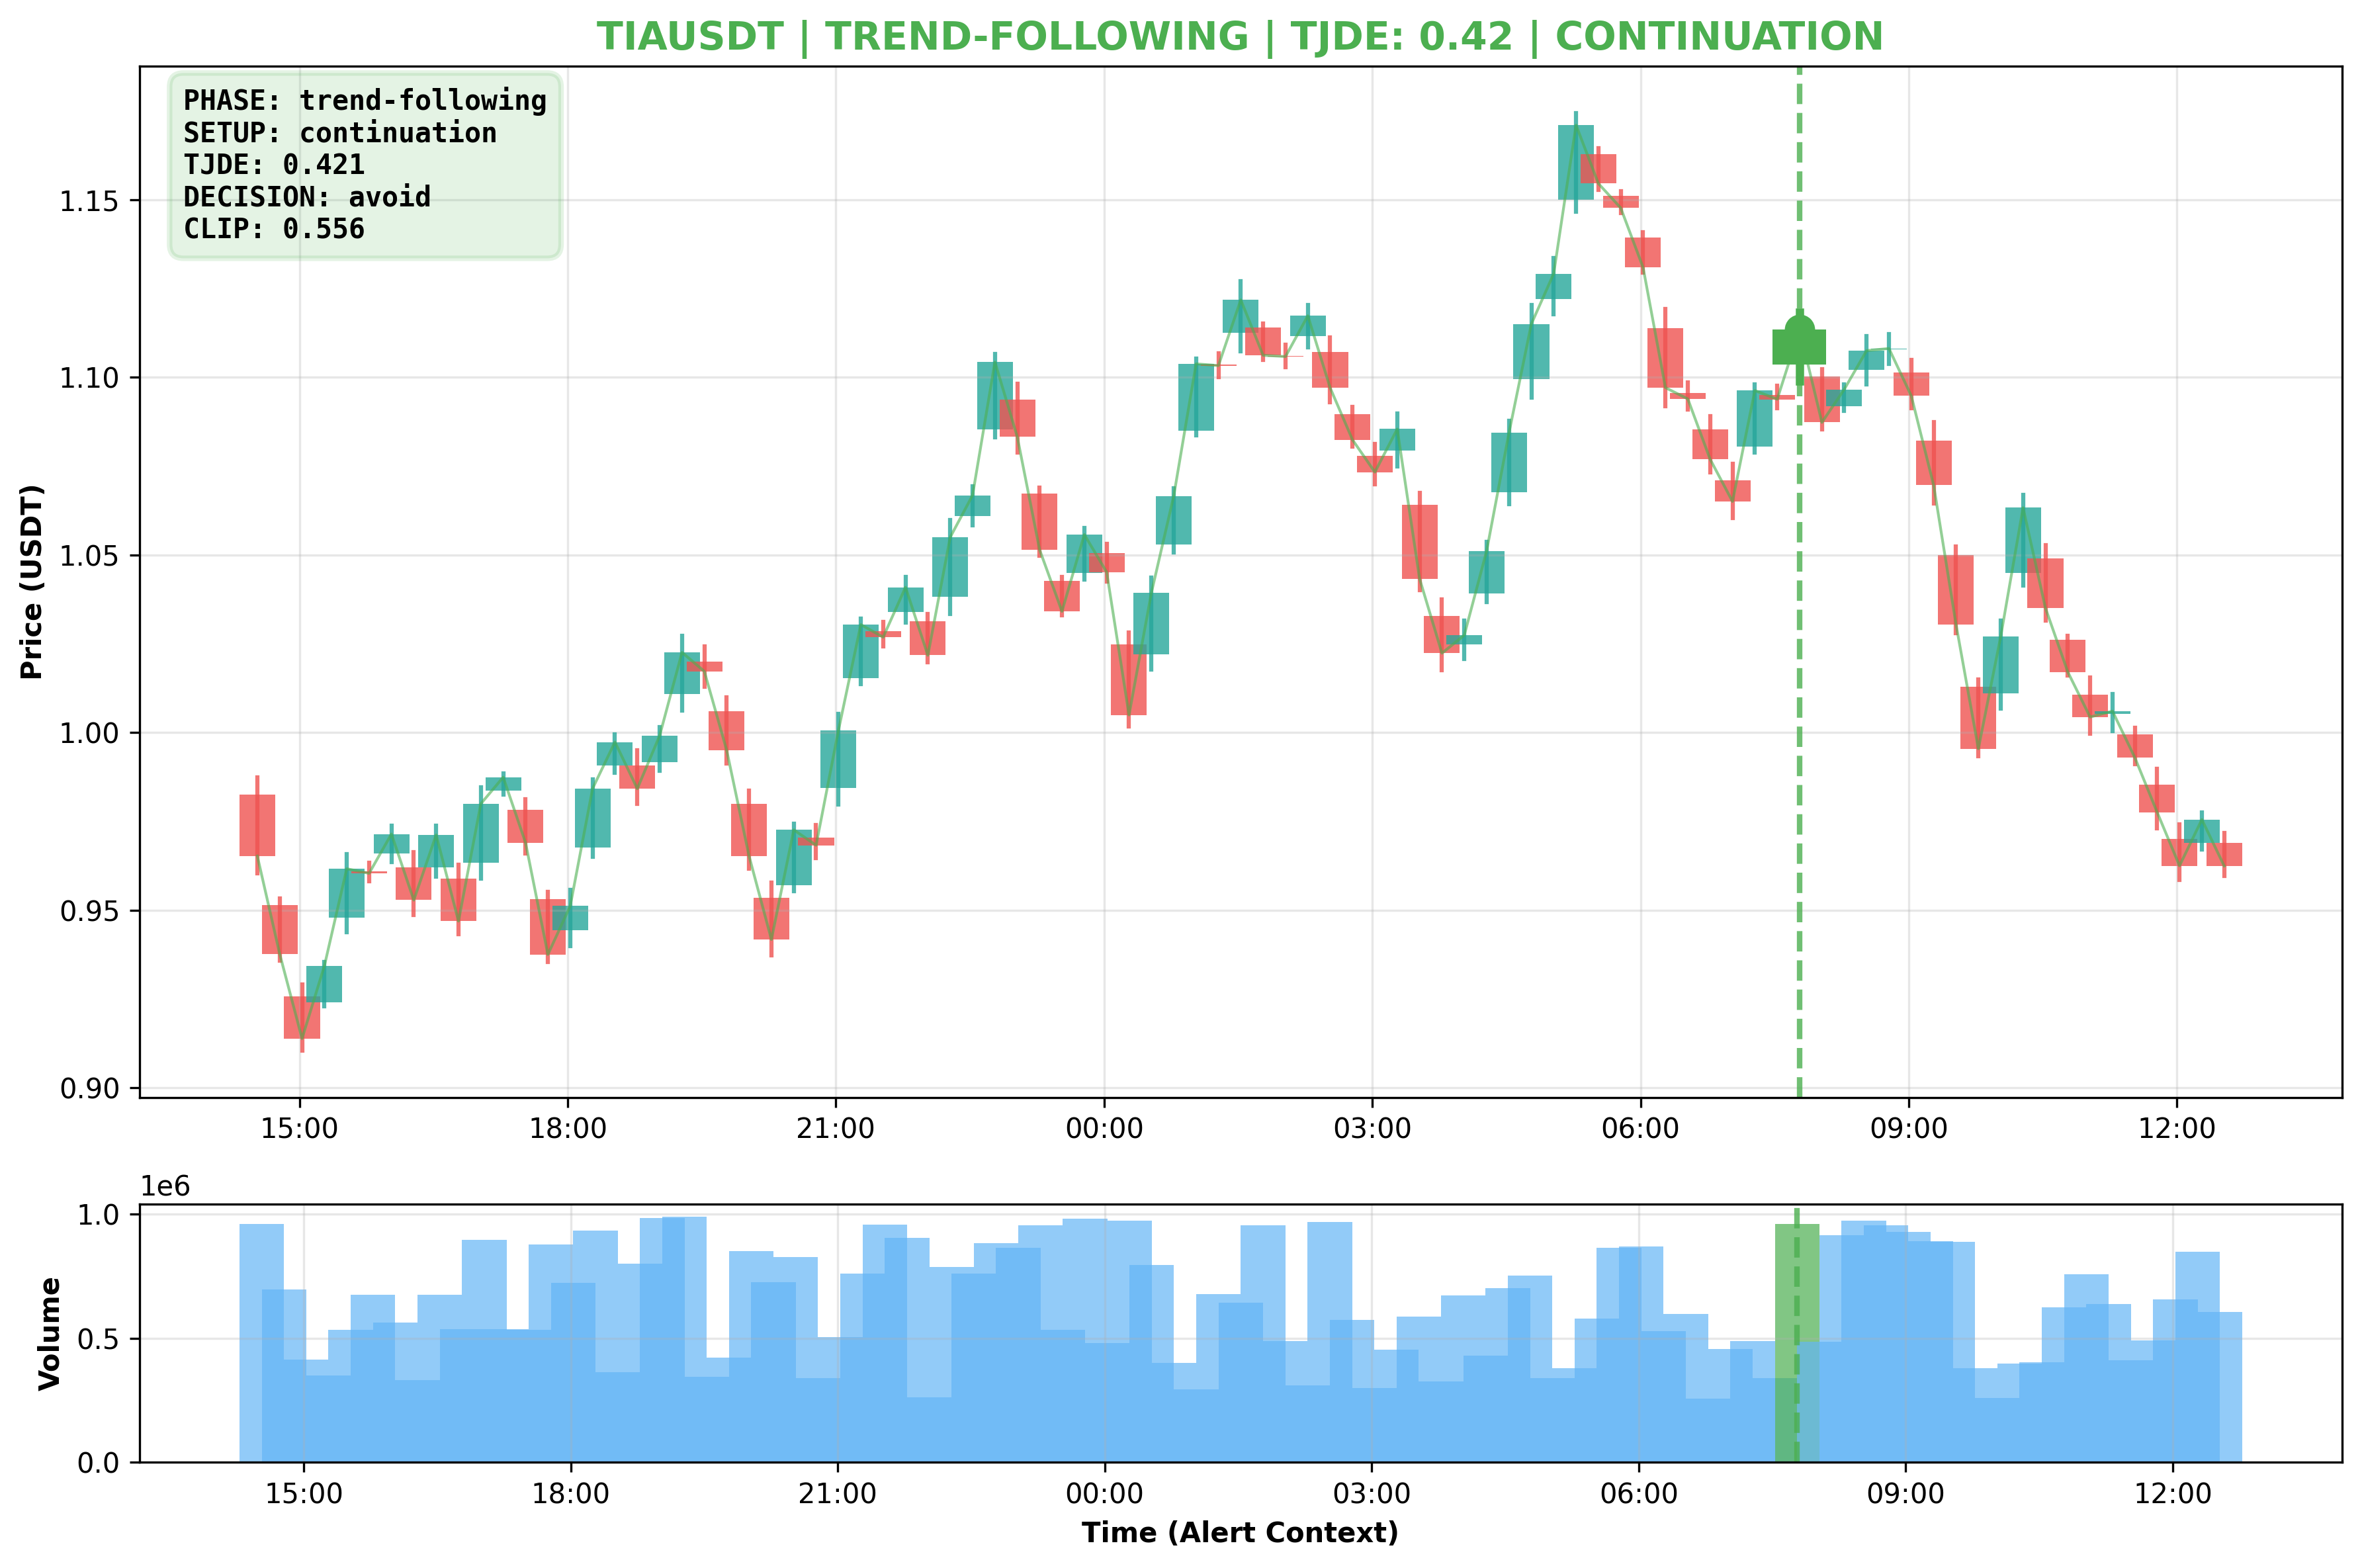 TIAUSDT | TREND-FOLLOWING | TJDE: 0.42 | CONTINUATION
PHASE: trend-following
SETUP: continuation
TJDE: 0.421
DECISION: avoid
CLIP: 0.556
Price (USDT)
1.15
1.10
1.05
1.00
0.95
0.90
15:00 18:00 21:00 00:00 03:00 06:00 09:00 12:00
1e6
Volume
1.0
0.5
0.0
15:00 18:00 21:00 00:00 03:00 06:00 09:00 12:00
Time (Alert Context)